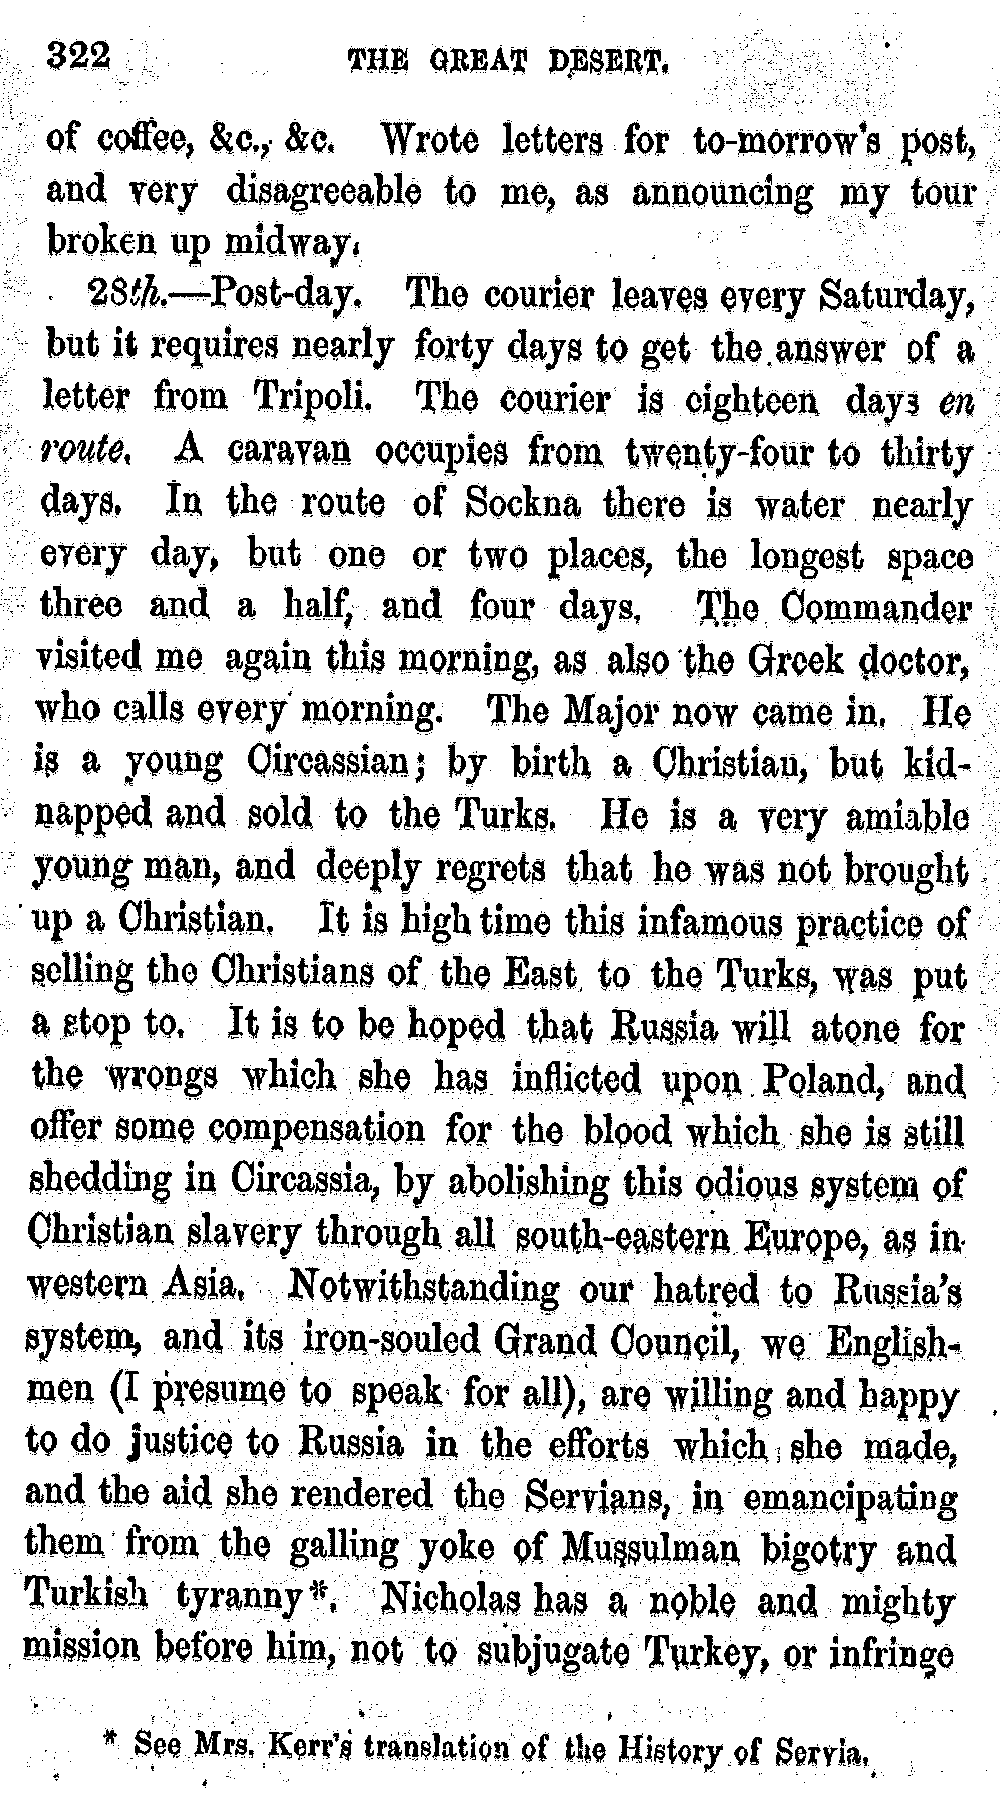 322 THE GREAT DESERT.
of coffee, &c., &c. Wrote letters for to-morrow's post,
and very disagreeable to me, as announcing my tour
broken up midway.
28th.—Post-day. The courier leaves every Saturday,
but it requires nearly forty days to get the answer of a
letter from Tripoli. The courier is eighteen days en
route. A caravan occupies from twenty-four to thirty
days. In the route of Sockna there is water nearly
every day, but one or two places, the longest space
three and a half, and four days. The Commander
visited me again this morning, as also the Greek doctor,
who calls every morning. The Major now came in. He
is a young Circassian; by birth a Christian, but kid-
napped and sold to the Turks. He is a very amiable
young man, and deeply regrets that he was not brought
up a Christian. It is high time this infamous practice of
selling the Christians of the East to the Turks, was put
a stop to. It is to be hoped that Russia will atone for
the wrongs which she has inflicted upon Poland, and
offer some compensation for the blood which she is still
shedding in Circassia, by abolishing this odious system of
Christian slavery through all south-eastern Europe, as in
western Asia. Notwithstanding our hatred to Russia's
system, and its iron-souled Grand Council, we English-
men (I presume to speak for all), are willing and happy
to do justice to Russia in the efforts which she made,
and the aid she rendered the Servians, in emancipating
them from the galling yoke of Mussulman bigotry and
Turkish tyranny*. Nicholas has a noble and mighty
mission before him, not to subjugate Turkey, or infringe
* See Mrs. Kerr's translation of the History of Servia.